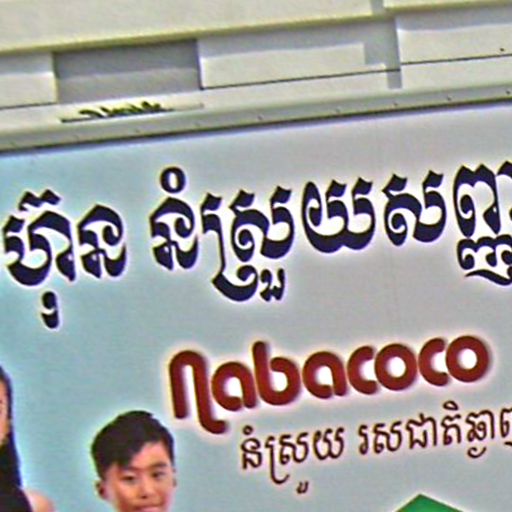 ហ៊ុន នំស្រួយសញ្ញ
nabacoco
នំស្រួយ រសជាតិឆ្ងាញ